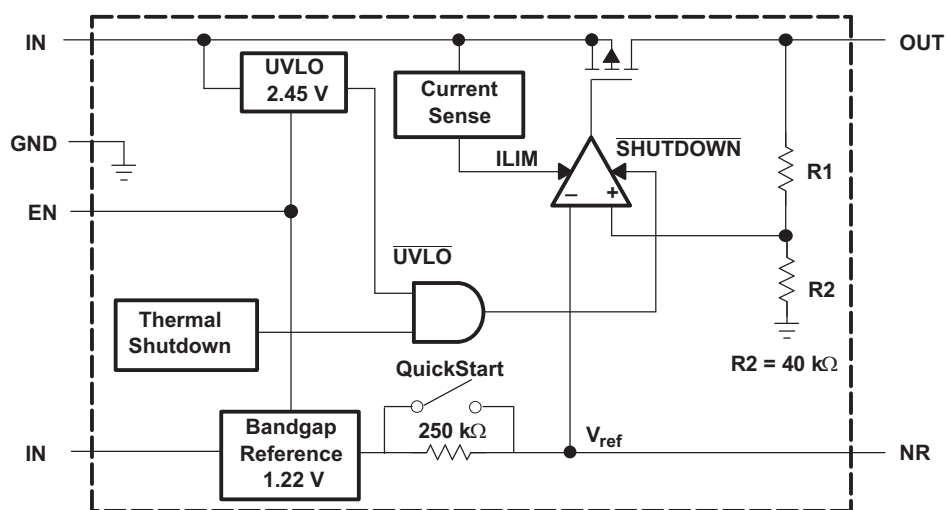 IN
OUT
UVLO
2.45 V
Current
Sense
GND
SHUTDOWN
ILIM
R1
– +
EN
UVLO
R2
Thermal
Shutdown
R2 = 40 kΩ
QuickStart
250 kΩ
Bandgap
Reference
1.22 V
Vref
IN
NR